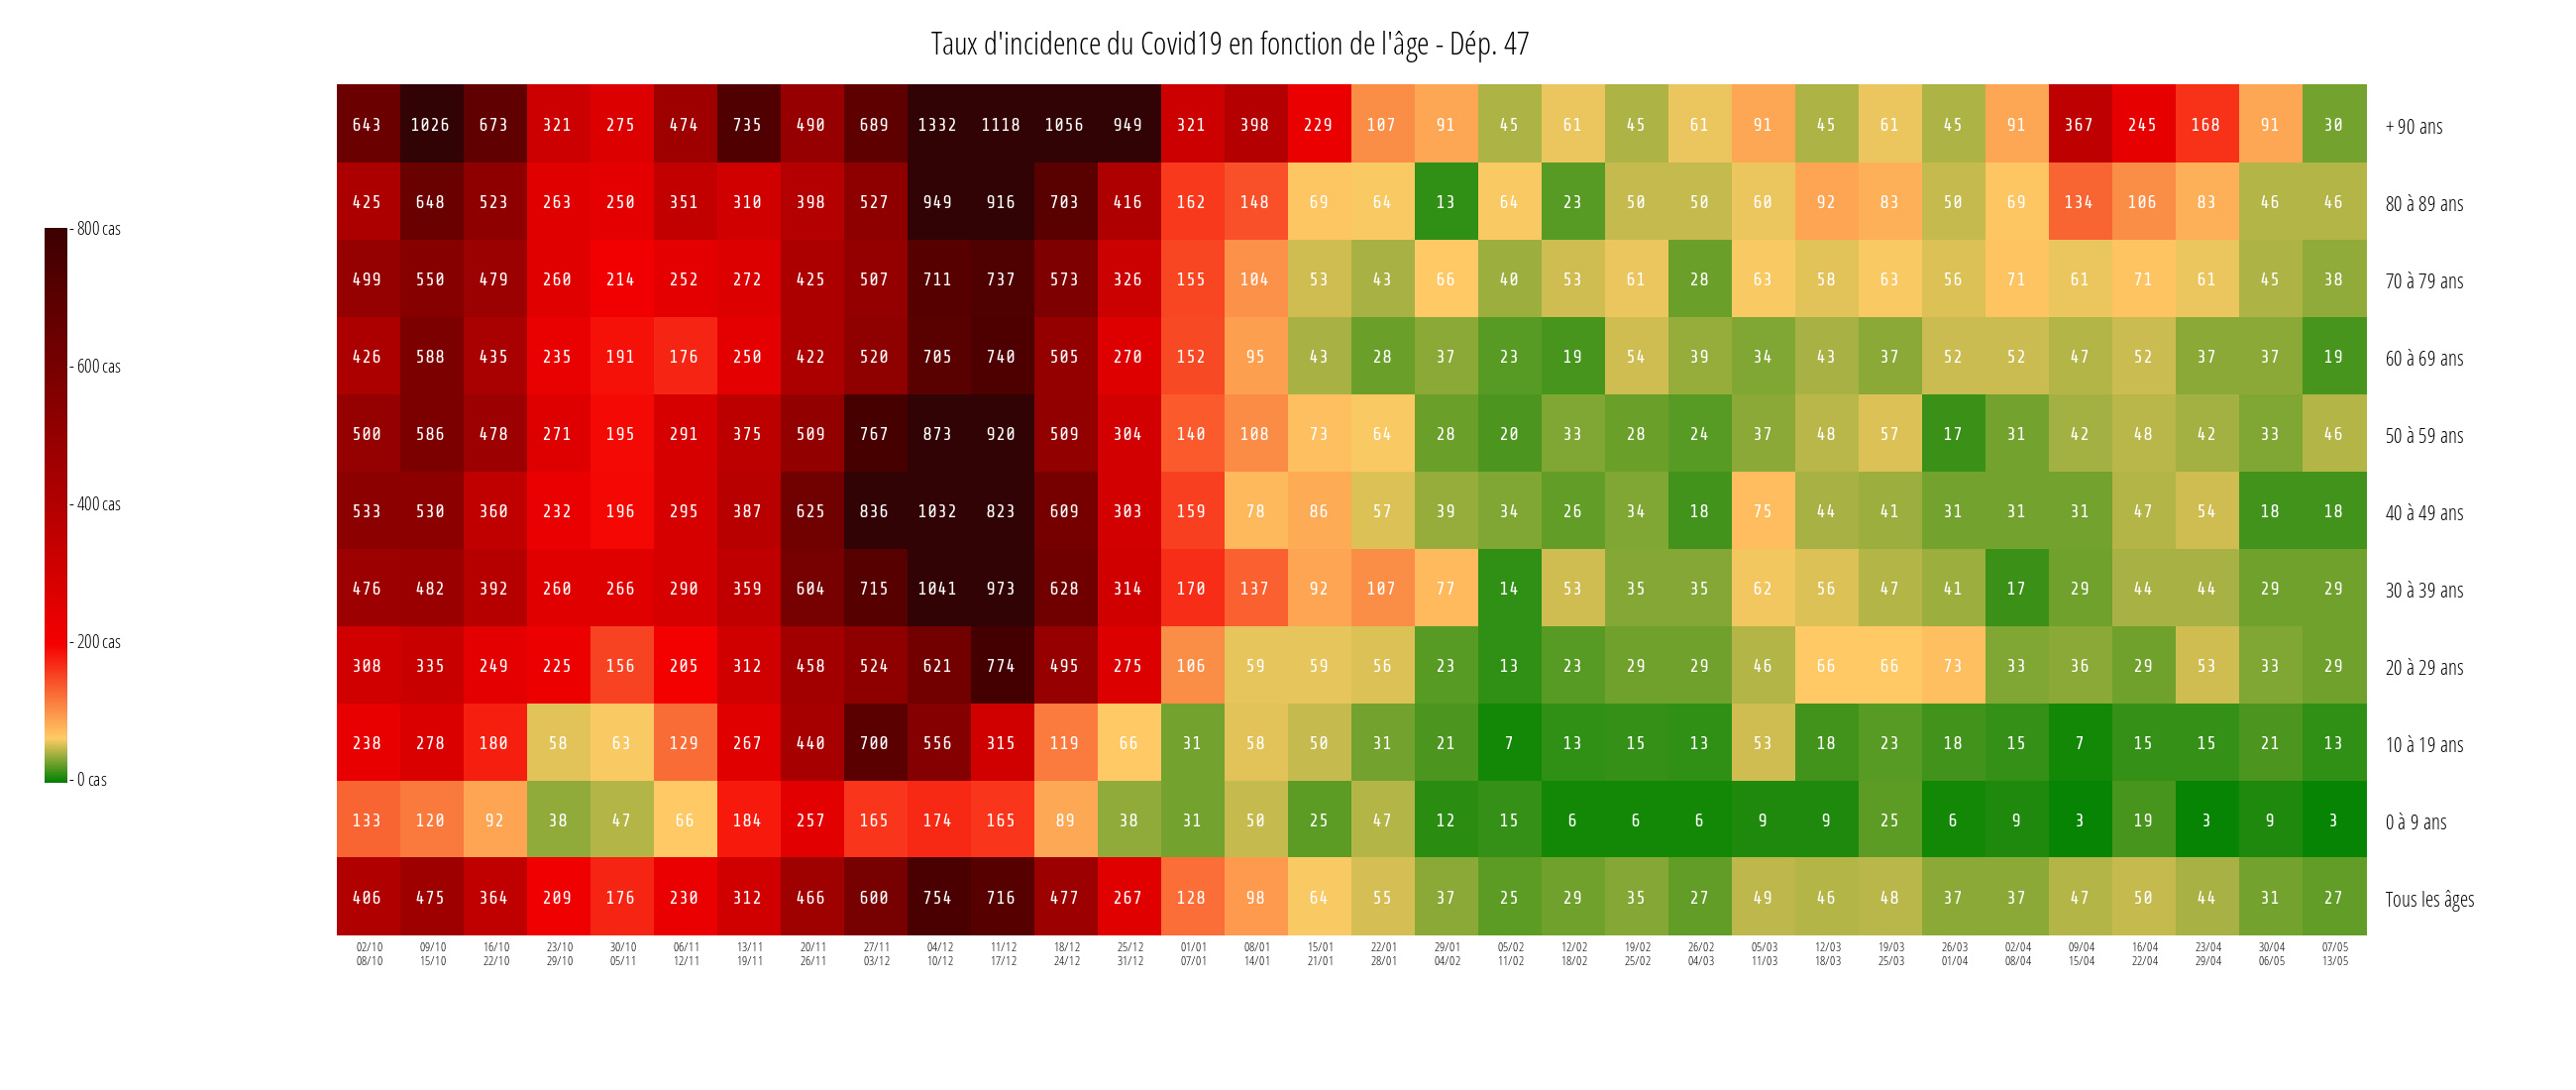 Taux d'incidence du Covid19 en fonction de l'âge - Dép. 47
- 800 cas
- 600 cas
- 400 cas
- 200 cas
- 0 cas
643 1026 673 321 275 474 735 490 689 1332 1118 1056 949 321 398 229 107 91 45 61 45 61 91 45 61 45 91 367 245 168 91 30 + 90 ans
425 648 523 263 250 351 310 398 527 949 916 703 416 162 148 69 64 13 64 23 50 50 60 92 83 50 69 134 106 83 46 46 80 à 89 ans
499 550 479 260 214 252 272 425 507 711 737 573 326 155 104 53 43 66 40 53 61 28 63 58 63 56 71 61 71 61 45 38 70 à 79 ans
426 588 435 235 191 176 250 422 520 705 740 505 270 152 95 43 28 37 23 19 54 39 34 43 37 52 52 47 52 37 37 19 60 à 69 ans
500 586 478 271 195 291 375 509 767 873 920 509 304 140 108 73 64 28 20 33 28 24 37 48 57 17 31 42 48 42 33 46 50 à 59 ans
533 530 360 232 196 295 387 625 836 1032 823 609 303 159 78 86 57 39 34 26 34 18 75 44 41 31 31 31 47 54 18 18 40 à 49 ans
476 482 392 260 266 290 359 604 715 1041 973 628 314 170 137 92 107 77 14 53 35 35 62 56 47 41 17 29 44 44 29 29 30 à 39 ans
308 335 249 225 156 205 312 458 524 621 774 495 275 106 59 59 56 23 13 23 29 29 46 66 66 73 33 36 29 53 33 29 20 à 29 ans
238 278 180 58 63 129 267 440 700 556 315 119 66 31 58 50 31 21 7 13 15 13 53 18 23 18 15 7 15 15 21 13 10 à 19 ans
133 120 92 38 47 66 184 257 165 174 165 89 38 31 50 25 47 12 15 6 6 6 9 9 25 6 9 3 19 3 9 3 0 à 9 ans
406 475 364 209 176 230 312 466 600 754 716 477 267 128 98 64 55 37 25 29 35 27 49 46 48 37 37 47 50 44 31 27 Tous les âges
02/10 09/10 16/10 23/10 30/10 06/11 13/11 20/11 27/11 04/12 11/12 18/12 25/12 01/01 08/01 15/01 22/01 29/01 05/02 12/02 19/02 26/02 05/03 12/03 19/03 26/03 02/04 09/04 16/04 23/04 30/04 07/05
08/10 15/10 22/10 29/10 05/11 12/11 19/11 26/11 03/12 10/12 17/12 24/12 31/12 07/01 14/01 21/01 28/01 04/02 11/02 18/02 25/02 04/03 11/03 18/03 25/03 01/04 08/04 15/04 22/04 29/04 06/05 13/05